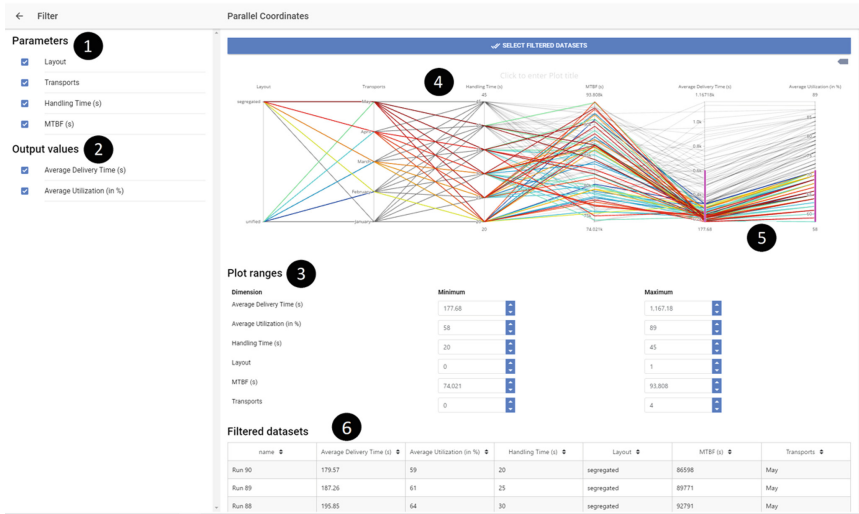 Filter
Parallel Coordinates
Parameters 1
Layout
Transports
Handling Time (s)
MTBF (s)
Output values 2
Average Delivery Time (s)
Average Utilization (in %)
SELECT FILTERED DATASETS
Click to enter Plot title
4
Layout Transports Handling Time (s) MTBF (s) Average Delivery Time (s) Average Utilization (in %)
45 93.808k 1.16718k 89
segregated
1.0k
March
February
unified January
20 74.021k 177.68 58
5
Plot ranges 3
Dimension Minimum Maximum
Average Delivery Time (s) 177.68 1,167.18
Average Utilization (in %) 58 89
Handling Time (s) 20 45
Layout 0 1
MTBF (s) 74.021 93.808
Transports 0 4
Filtered datasets 6
name Average Delivery Time (s) Average Utilization (in %) Handling Time (s) Layout MTBF (s) Transports
Run 90 179.57 59 20 segregated 86598 May
Run 89 187.26 61 25 segregated 89771 May
Run 88 195.85 64 30 segregated 92791 May